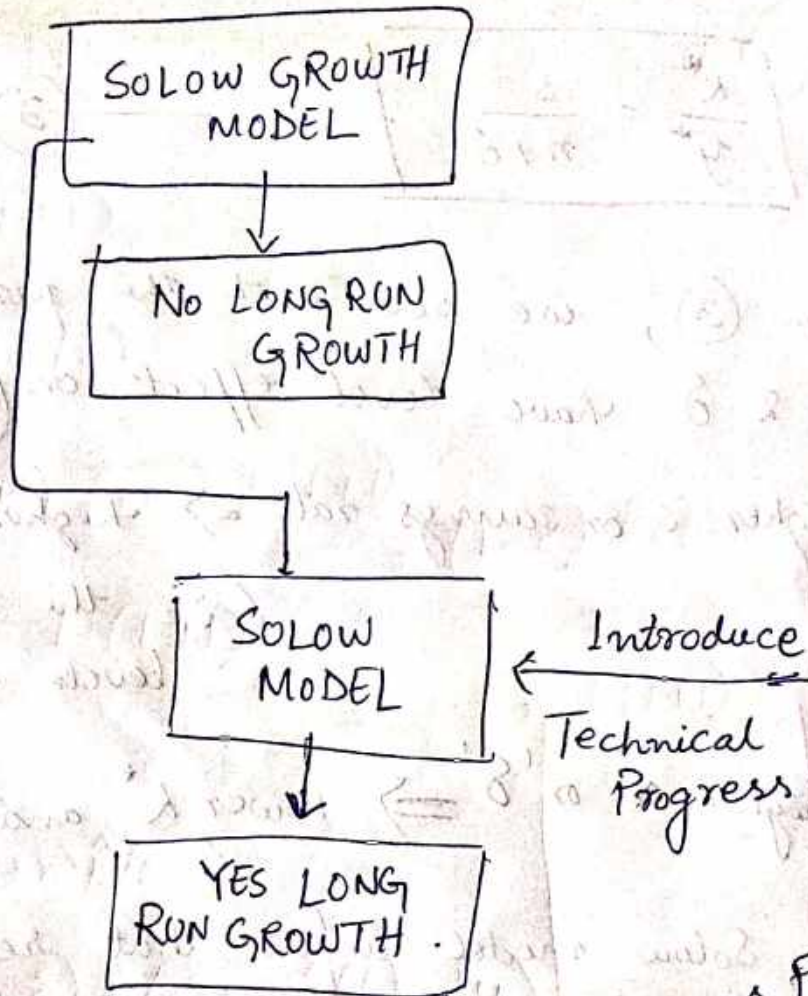 SOLOW GROWTH
MODEL
NO LONG RUN
GROWTH
SOLOW
MODEL
Introduce
Technical
Progress
YES LONG
RUN GROWTH.